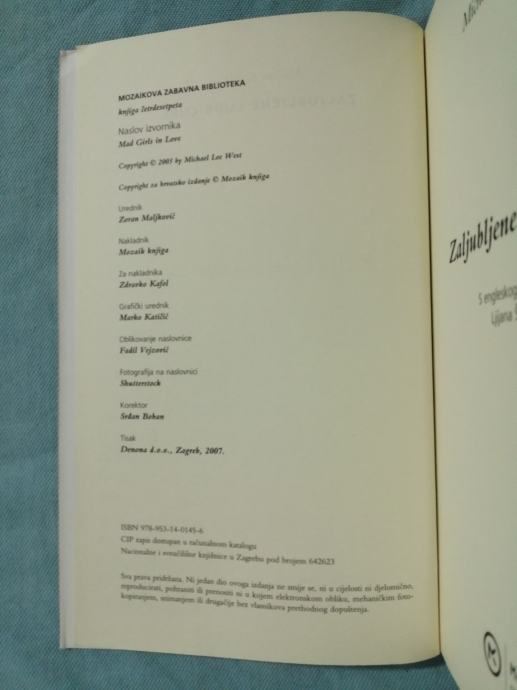 MOZAIKOVA ZABAVNA BIBLIOTEKA
knjiga četrdesetpeta
Naslov izvornika
Mad Girls in Love
Copyright © 2005 by Michael Lee West
Copyright za hrvatsko izdanje © Mozaik knjiga
Urednik
Zoran Maljković
Nakladnik
Mozaik knjiga
Za nakladnika
Zdravko Kafol
Grafički urednik
Marko Katičić
Oblikovanje naslovnice
Fadil Vejzović
Fotografija na naslovnici
Shutterstock
Korektor
Srđan Bohan
Tisak
Denona d.o.o., Zagreb, 2007.
ISBN 978-953-14-0145-6
CIP zapis dostupan u računalnom katalogu
Nacionalne i sveučilišne knjižnice u Zagrebu pod brojem 642623
Sva prava pridržana. Ni jedan dio ovoga izdanja ne smije se, ni u cijelosti ni djelomično,
reproducirati, pohraniti ili prenositi ni u kojem elektronskom obliku, mehaničkim foto-
kopiranjem, snimanjem ili drugačije bez vlasnikova prethodnog dopuštenja.
Zaljubljene
S engleskog